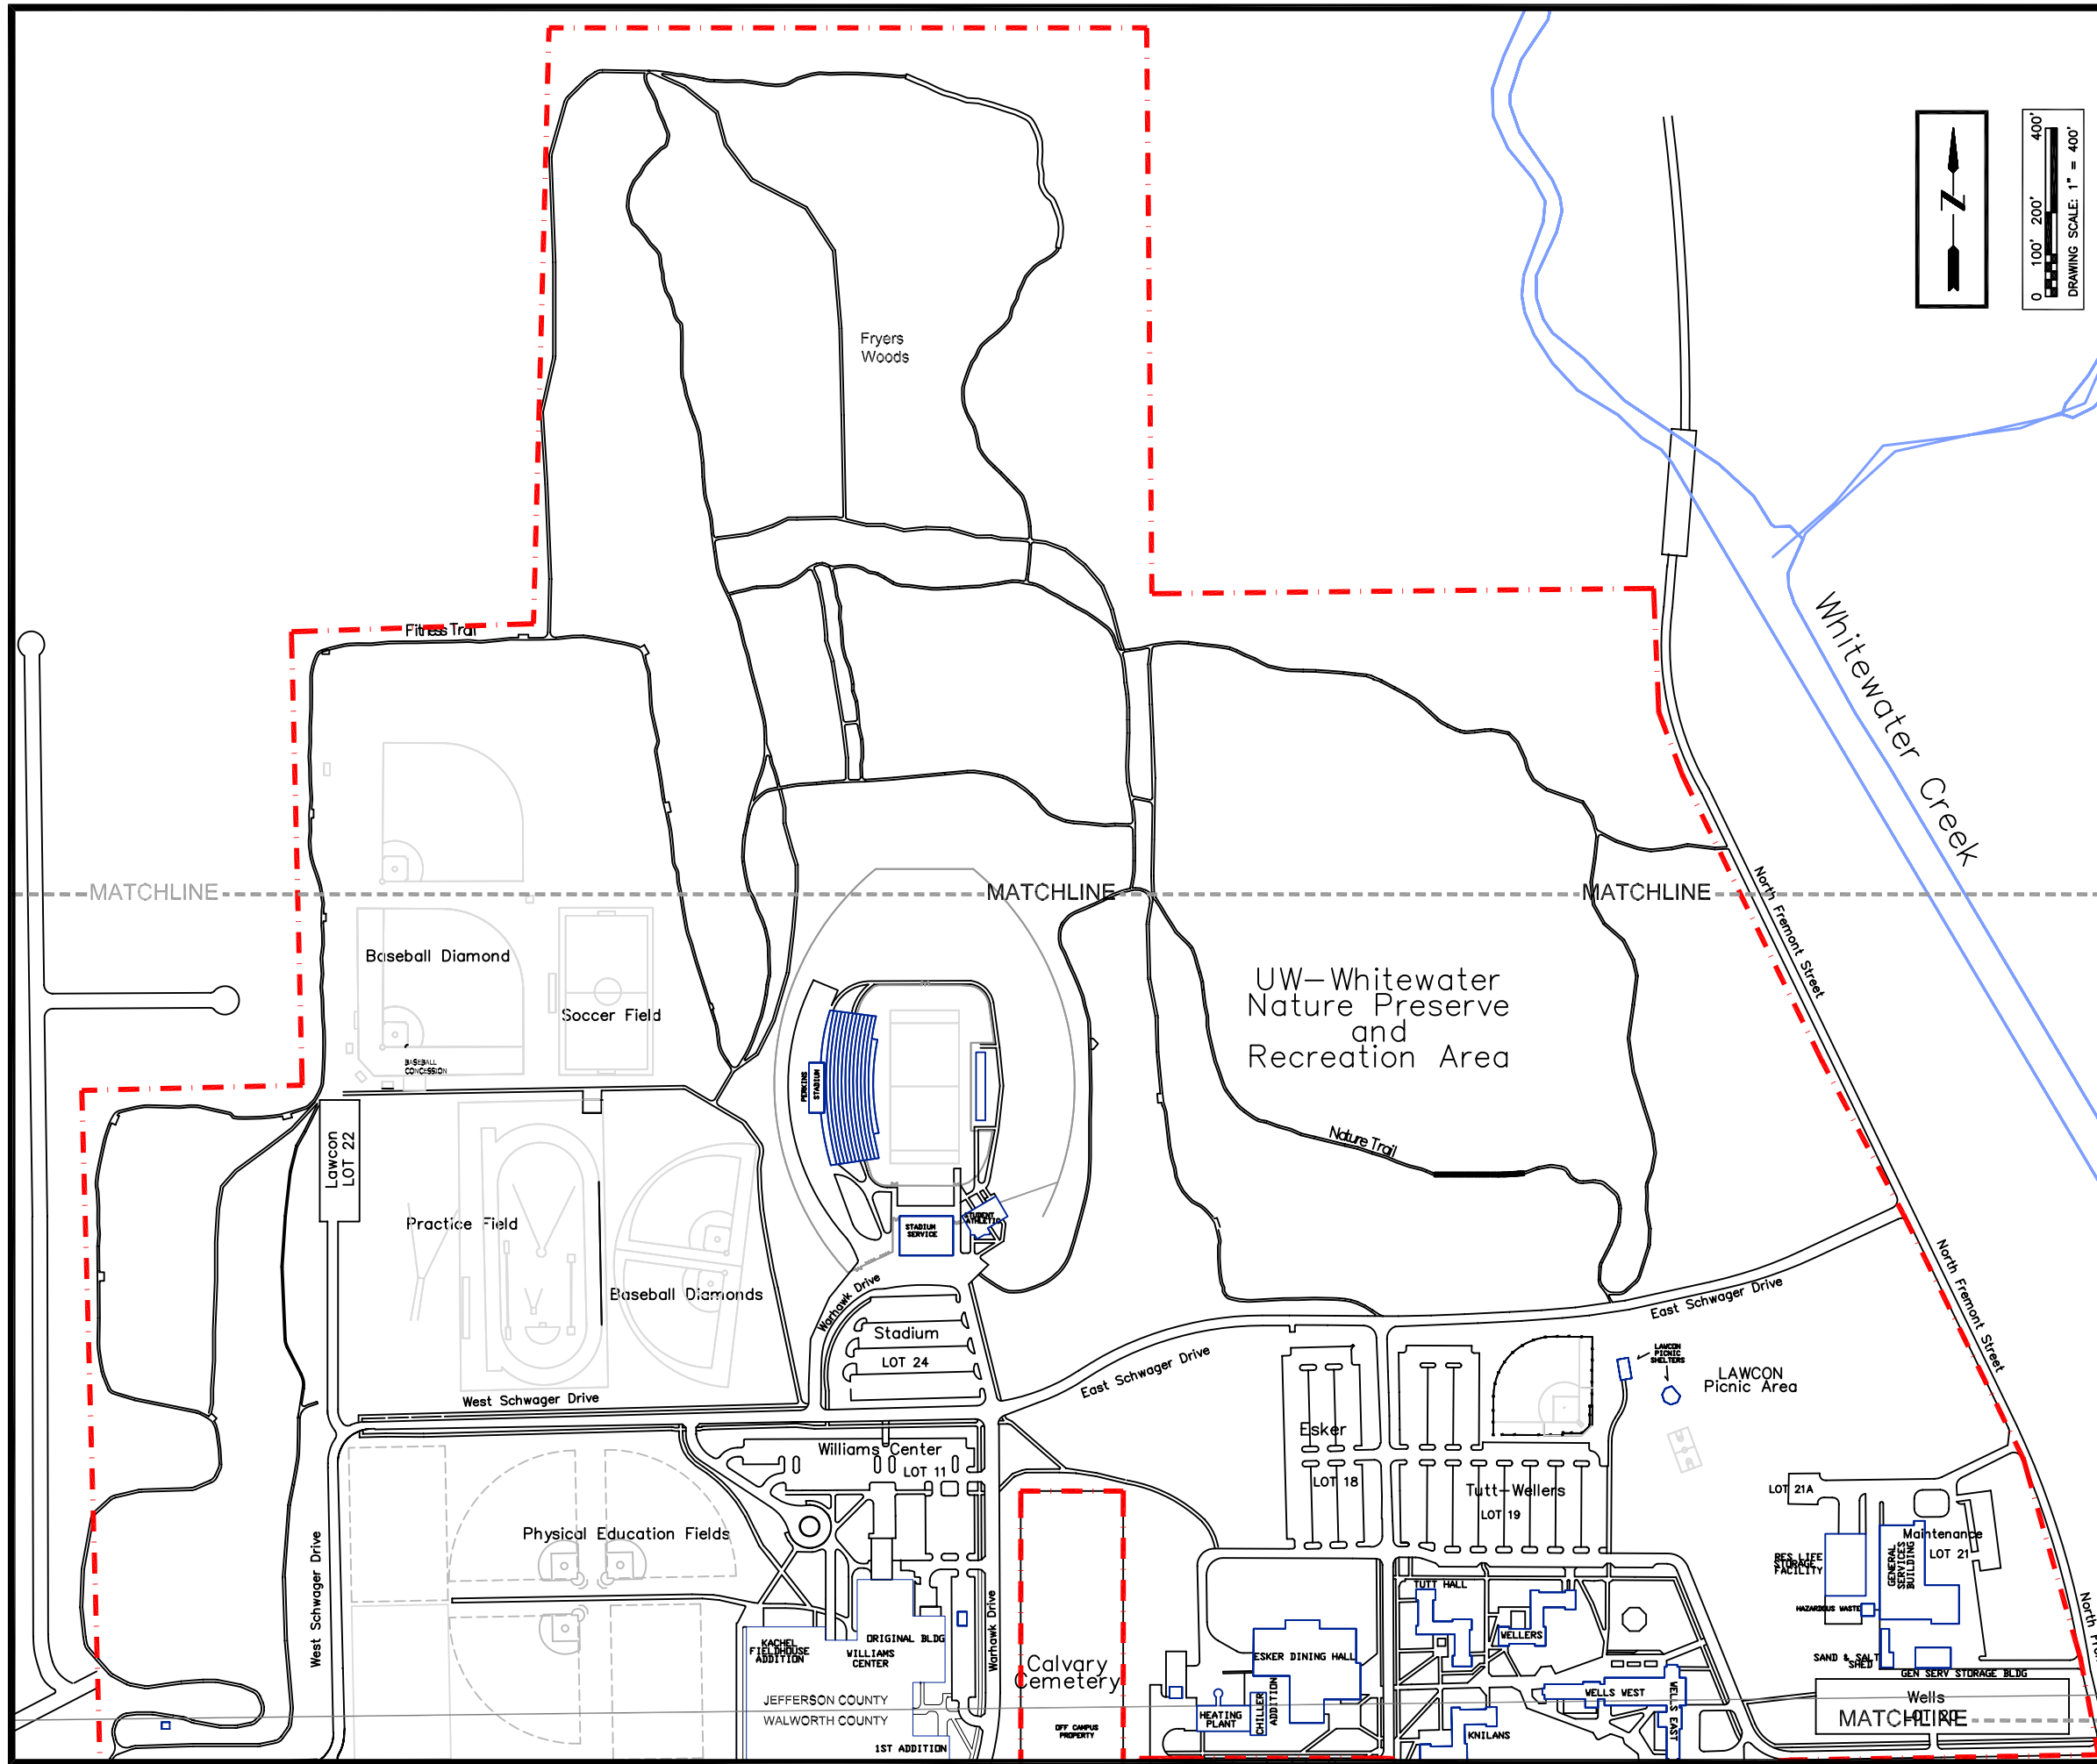 400'
200'
100'
0
DRAWING SCALE: 1" = 400'
N
Fryers
Woods
Whitewater Creek
Fitness Trail
MATCHLINE
MATCHLINE
MATCHLINE
North Fremont Street
Baseball Diamond
Soccer Field
BASEBALL
CONCESSION
UW-Whitewater
Nature Preserve
and
Recreation Area
PERKINS
STADIUM
Lawcon
LOT 22
Nature Trail
Practice Field
STADIUM
SERVICE
STUDENT
ATHLETIC
Baseball Diamonds
Warhawk Drive
Stadium
LOT 24
East Schwager Drive
North Fremont Street
East Schwager Drive
LAWCON
PICNIC
SHELTERS
LAWCON
Picnic Area
West Schwager Drive
Esker
LOT 18
Williams Center
LOT 11
Tutt-Wellers
LOT 19
LOT 21A
Physical Education Fields
West Schwager Drive
Maintenance
LOT 21
GENERAL
SERVICES
BUILDING
RES LIFE
STORAGE
FACILITY
TUTT HALL
HAZARDOUS WASTE
WELLERS
Warhawk Drive
ORIGINAL BLDG
KACHEL
FIELDHOUSE
ADDITION
WILLIAMS
CENTER
Calvary
Cemetery
ESKER DINING HALL
SAND & SALT
SHED
GEN SERV STORAGE BLDG
WELLS WEST
WELLS EAST
JEFFERSON COUNTY
WALWORTH COUNTY
HEATING
PLANT
CHILLER
ADDITION
OFF CAMPUS
PROPERTY
Wells
MATCHLINE
KNILANS
1ST ADDITION
North